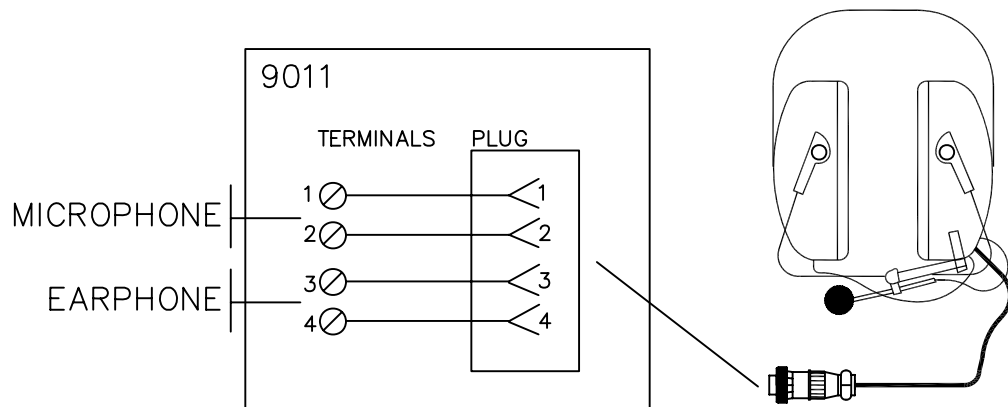 9011
TERMINALS PLUG
1 1
MICROPHONE
2 2
3 3
EARPHONE
4 4